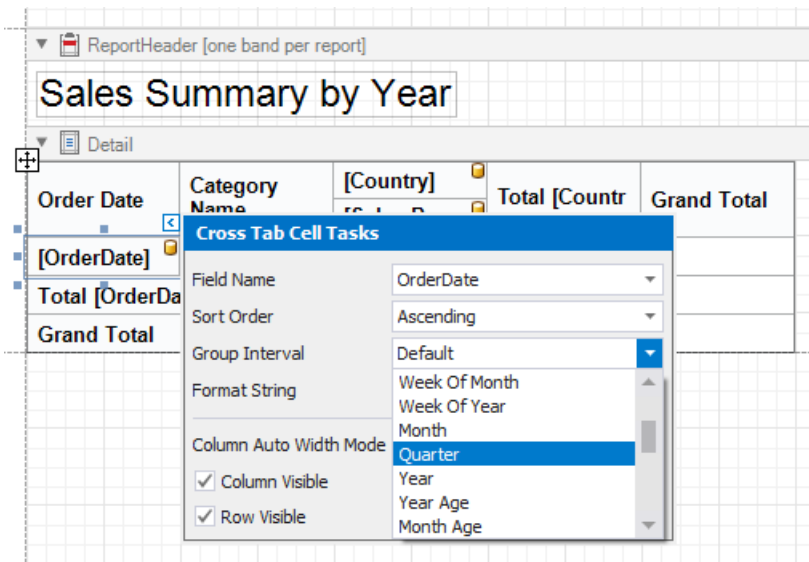 ReportHeader [one band per report]
Sales Summary by Year
Detail
Order Date
Category
Name
[Country]
Total [Countr
Grand Total
[OrderDate]
Total [OrderDa
Grand Total
Cross Tab Cell Tasks
Field Name
OrderDate
Sort Order
Ascending
Group Interval
Default
Format String
Week Of Month
Week Of Year
Month
Quarter
Year
Year Age
Month Age
Column Auto Width Mode
Column Visible
Row Visible